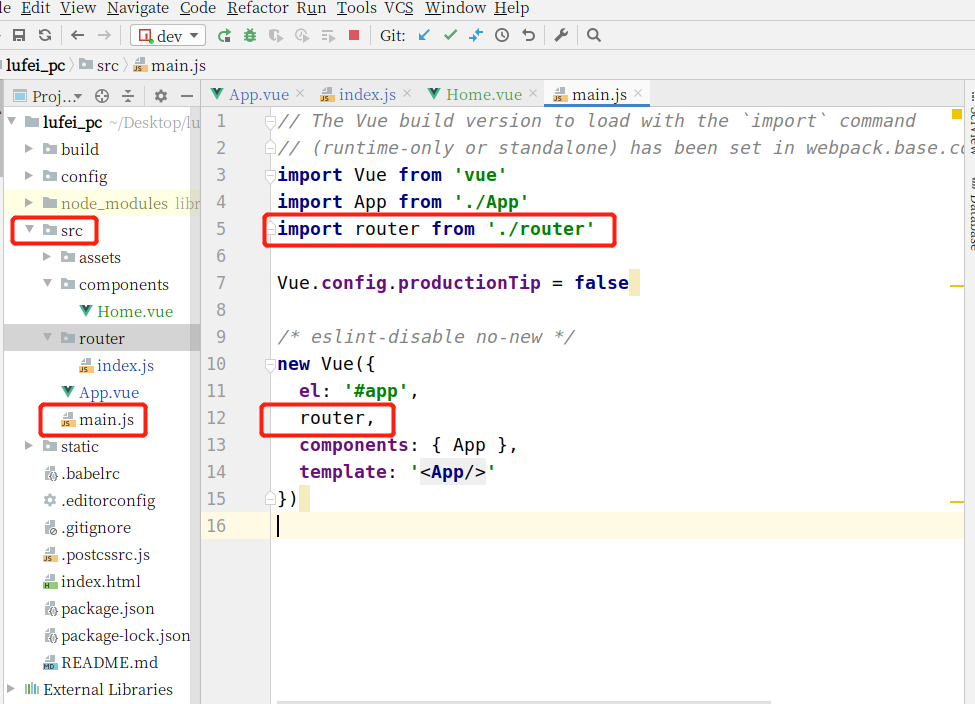 le Edit View Navigate Code Refactor Run Tools VCS Window Help
dev Git:
lufei_pc src main.js
Proj...
App.vue index.js Home.vue main.js
lufei_pc ~/Desktop/lu
build
config
node_modules libr
src
assets
components
Home.vue
router
index.js
App.vue
main.js
static
.babelrc
.editorconfig
.gitignore
.postcssrc.js
index.html
package.json
package-lock.json
README.md
External Libraries
1 // The Vue build version to load with the `import` command
2 // (runtime-only or standalone) has been set in webpack.base.co
3 import Vue from 'vue'
4 import App from './App'
5 import router from './router'
6
7 Vue.config.productionTip = false
8
9 /* eslint-disable no-new */
10 new Vue({
11 el: '#app',
12 router,
13 components: { App },
14 template: '<App/>'
15 })
16
Database